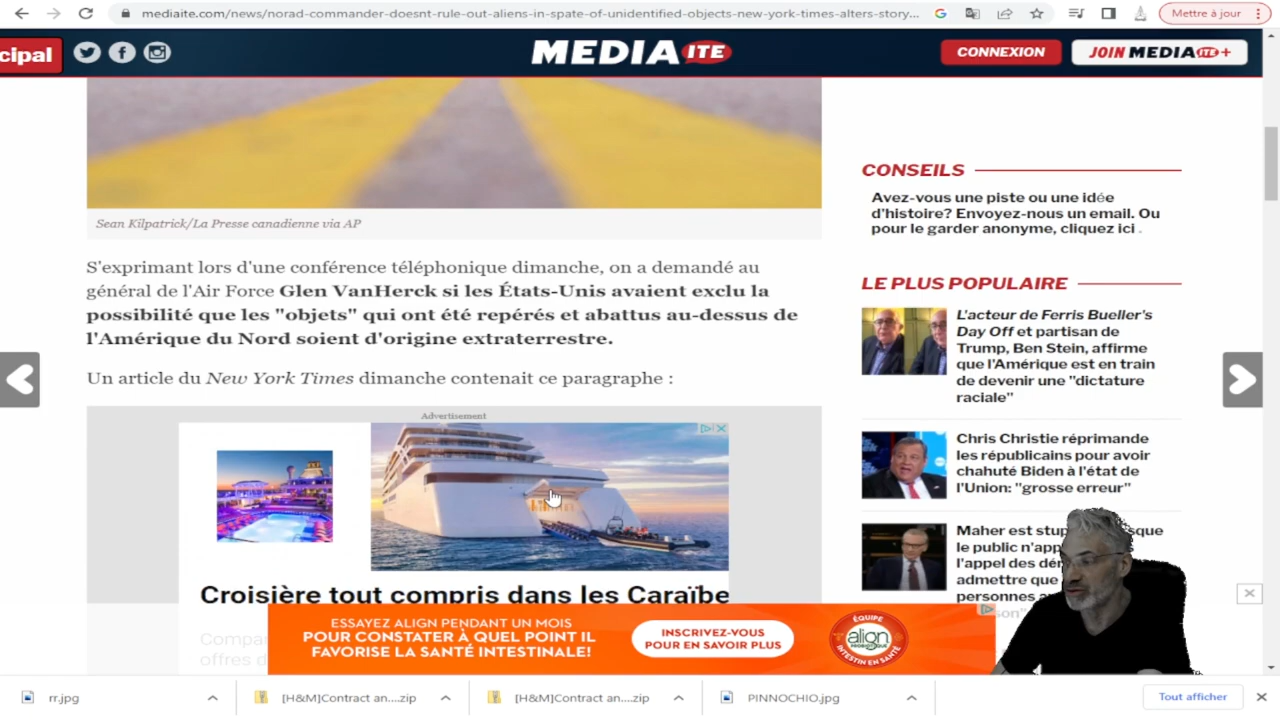 mediaite.com/news/norad-commander-doesnt-rule-out-aliens-in-spate-of-unidentified-objects-new-york-times-alters-story...
Mettre à jour
cipal
MEDIAITE
CONNEXION
JOIN MEDIAITE+
Sean Kilpatrick/La Presse canadienne via AP
S'exprimant lors d'une conférence téléphonique dimanche, on a demandé au
général de l'Air Force Glen VanHerck si les États-Unis avaient exclu la
possibilité que les "objets" qui ont été repérés et abattus au-dessus de
l'Amérique du Nord soient d'origine extraterrestre.
Un article du New York Times dimanche contenait ce paragraphe :
Advertisement
Croisière tout compris dans les Caraïbe
Compar
offres d
CONSEILS
Avez-vous une piste ou une idée
d'histoire? Envoyez-nous un email. Ou
pour le garder anonyme, cliquez ici .
LE PLUS POPULAIRE
L'acteur de Ferris Bueller's
Day Off et partisan de
Trump, Ben Stein, affirme
que l'Amérique est en train
de devenir une "dictature
raciale"
Chris Christie réprimande
les républicains pour avoir
chahuté Biden à l'état de
l'Union: "grosse erreur"
Maher est stup sque
le public n'app
l'appel des dé
admettre que
personnes
ESSAYEZ ALIGN PENDANT UN MOIS
POUR CONSTATER À QUEL POINT IL
FAVORISE LA SANTÉ INTESTINALE!
INSCRIVEZ-VOUS
POUR EN SAVOIR PLUS
ÉQUIPE
align
PROBIOTIQUE
INTESTIN EN SANTÉ
rr.jpg
[H&M]Contract an....zip
[H&M]Contract an....zip
PINNOCHIO.jpg
Tout afficher